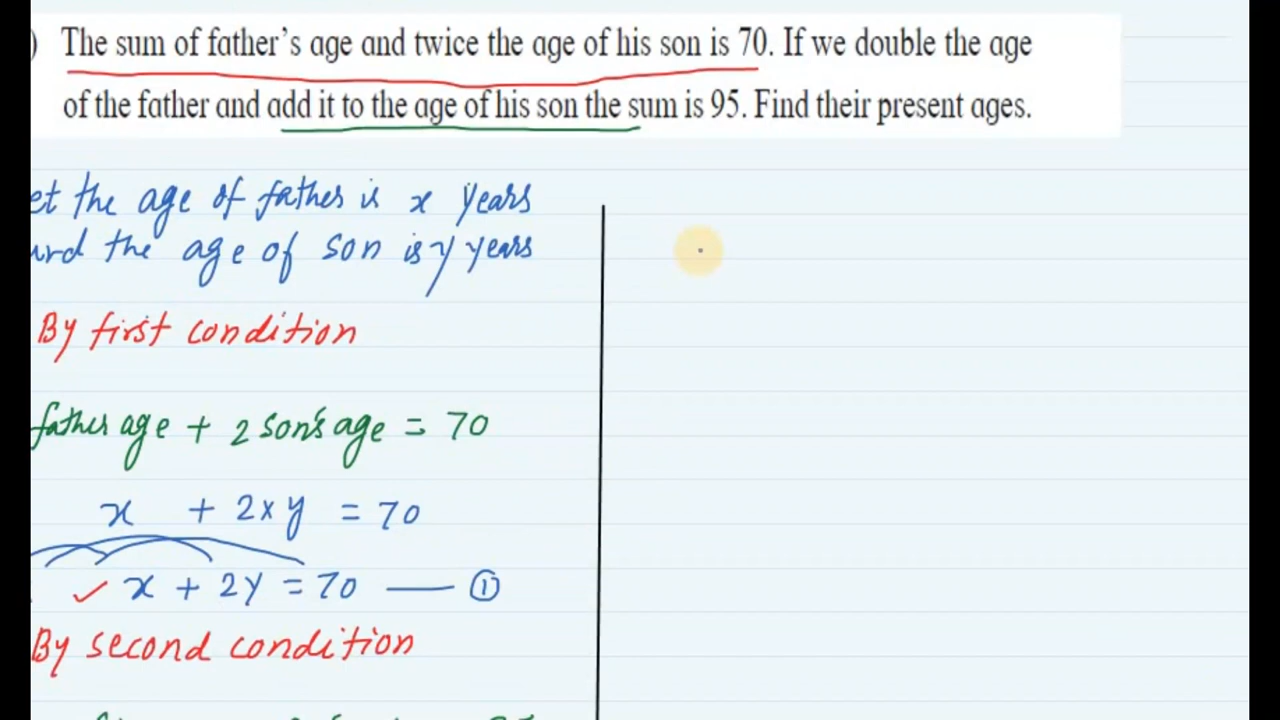 ) The sum of father's age and twice the age of his son is 70. If we double the age
of the father and add it to the age of his son the sum is 95. Find their present ages.
et the age of father is x years
and the age of son is y years
By first condition
father age + 2 son's age = 70
x + 2 × y = 70
✓ x + 2y = 70 —— ①
By second condition